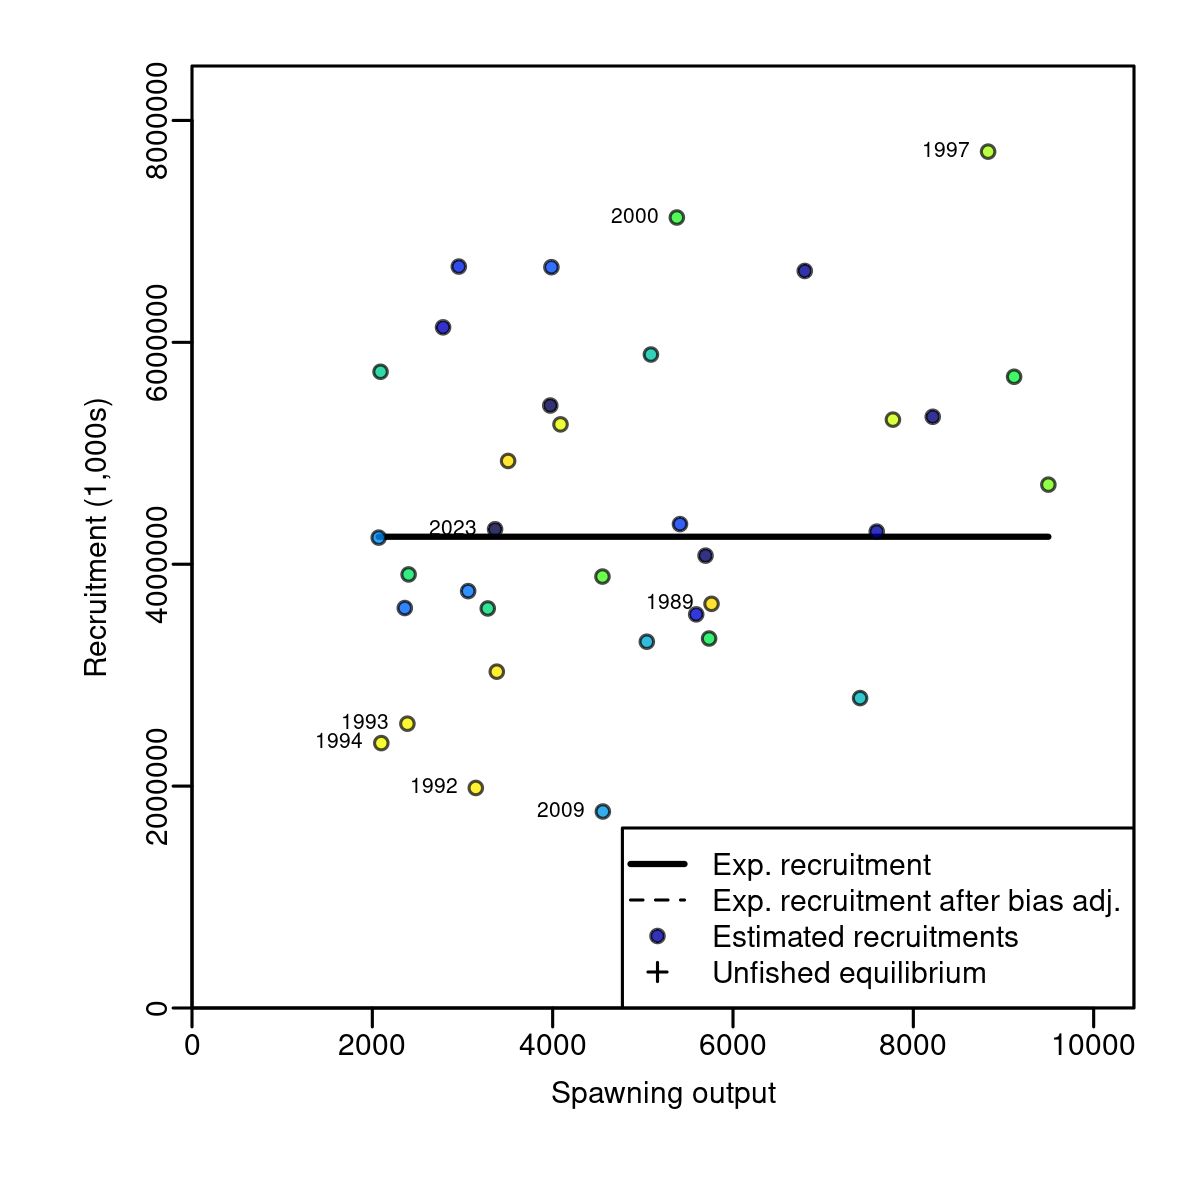 8000000
6000000
4000000
2000000
0
Recruitment (1,000s)
1997
2000
2023
1989
1993
1994
1992
2009
Exp. recruitment
Exp. recruitment after bias adj.
Estimated recruitments
Unfished equilibrium
0 2000 4000 6000 8000 10000
Spawning output